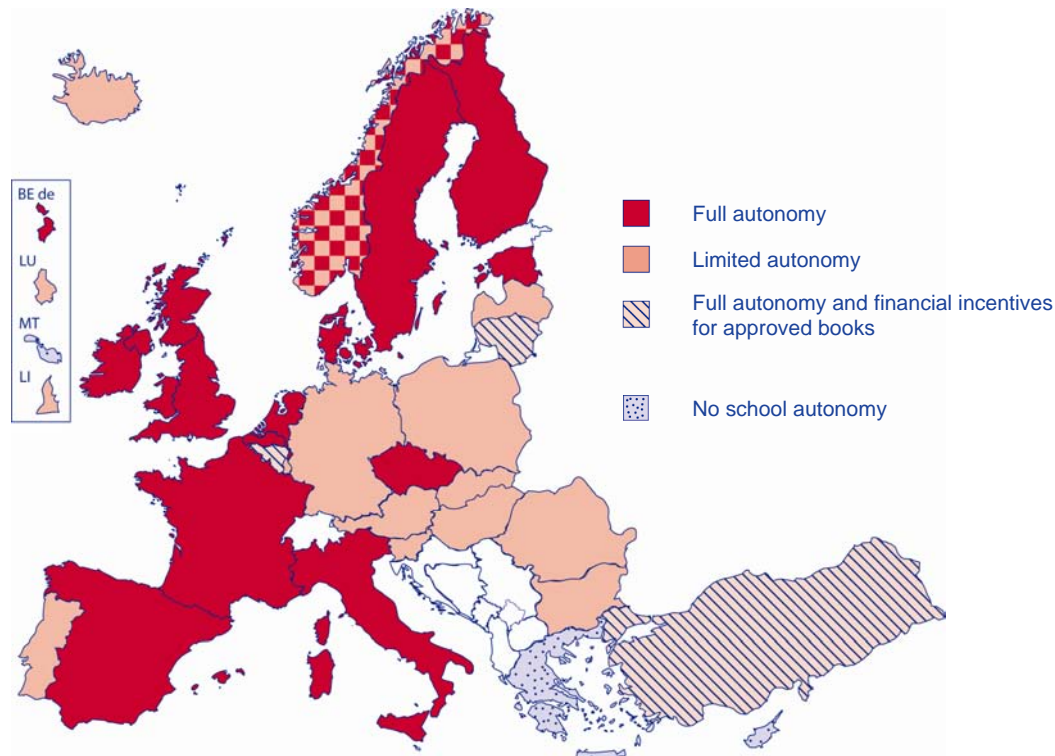 BE de
LU
MT
LI
Full autonomy
Limited autonomy
Full autonomy and financial incentives
for approved books
No school autonomy